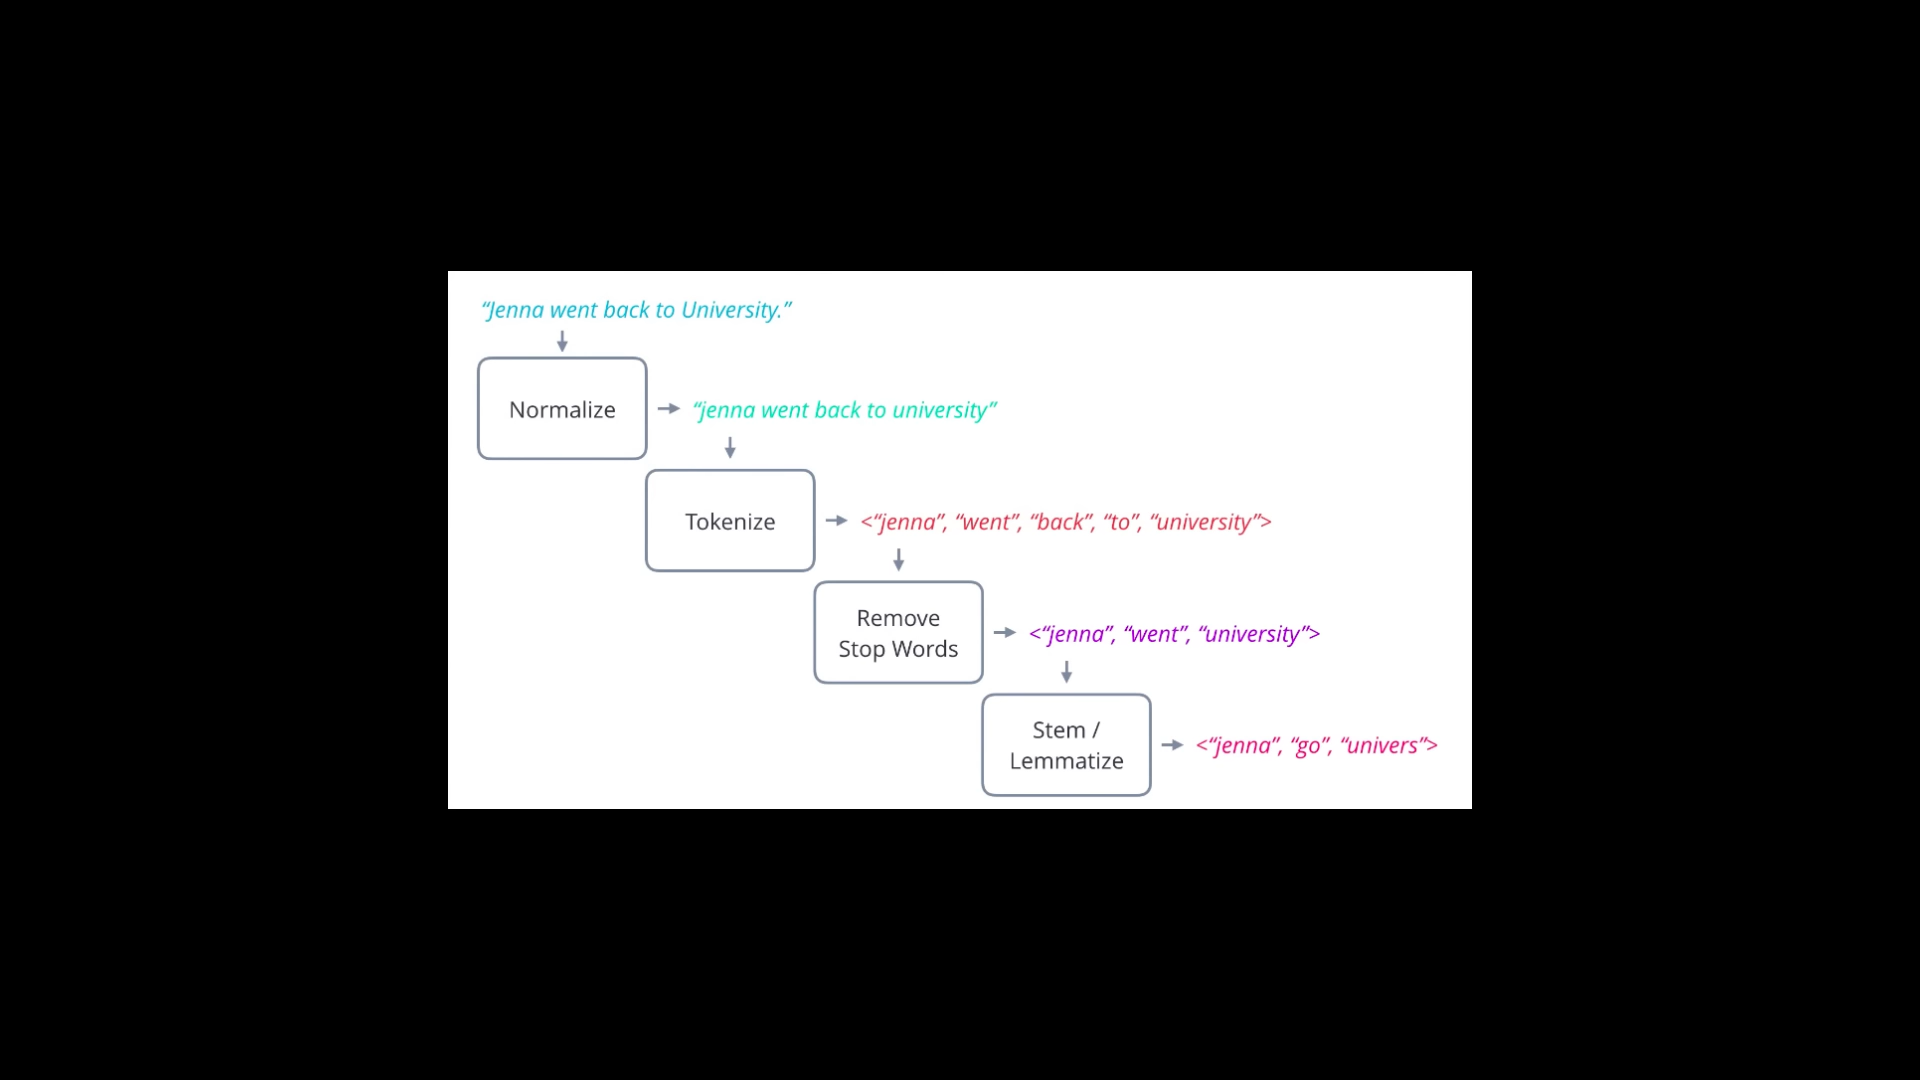 “Jenna went back to University.”
Normalize
“jenna went back to university”
Tokenize
<“jenna”, “went”, “back”, “to”, “university”>
Remove
Stop Words
<“jenna”, “went”, “university”>
Stem /
Lemmatize
<“jenna”, “go”, “univers”>